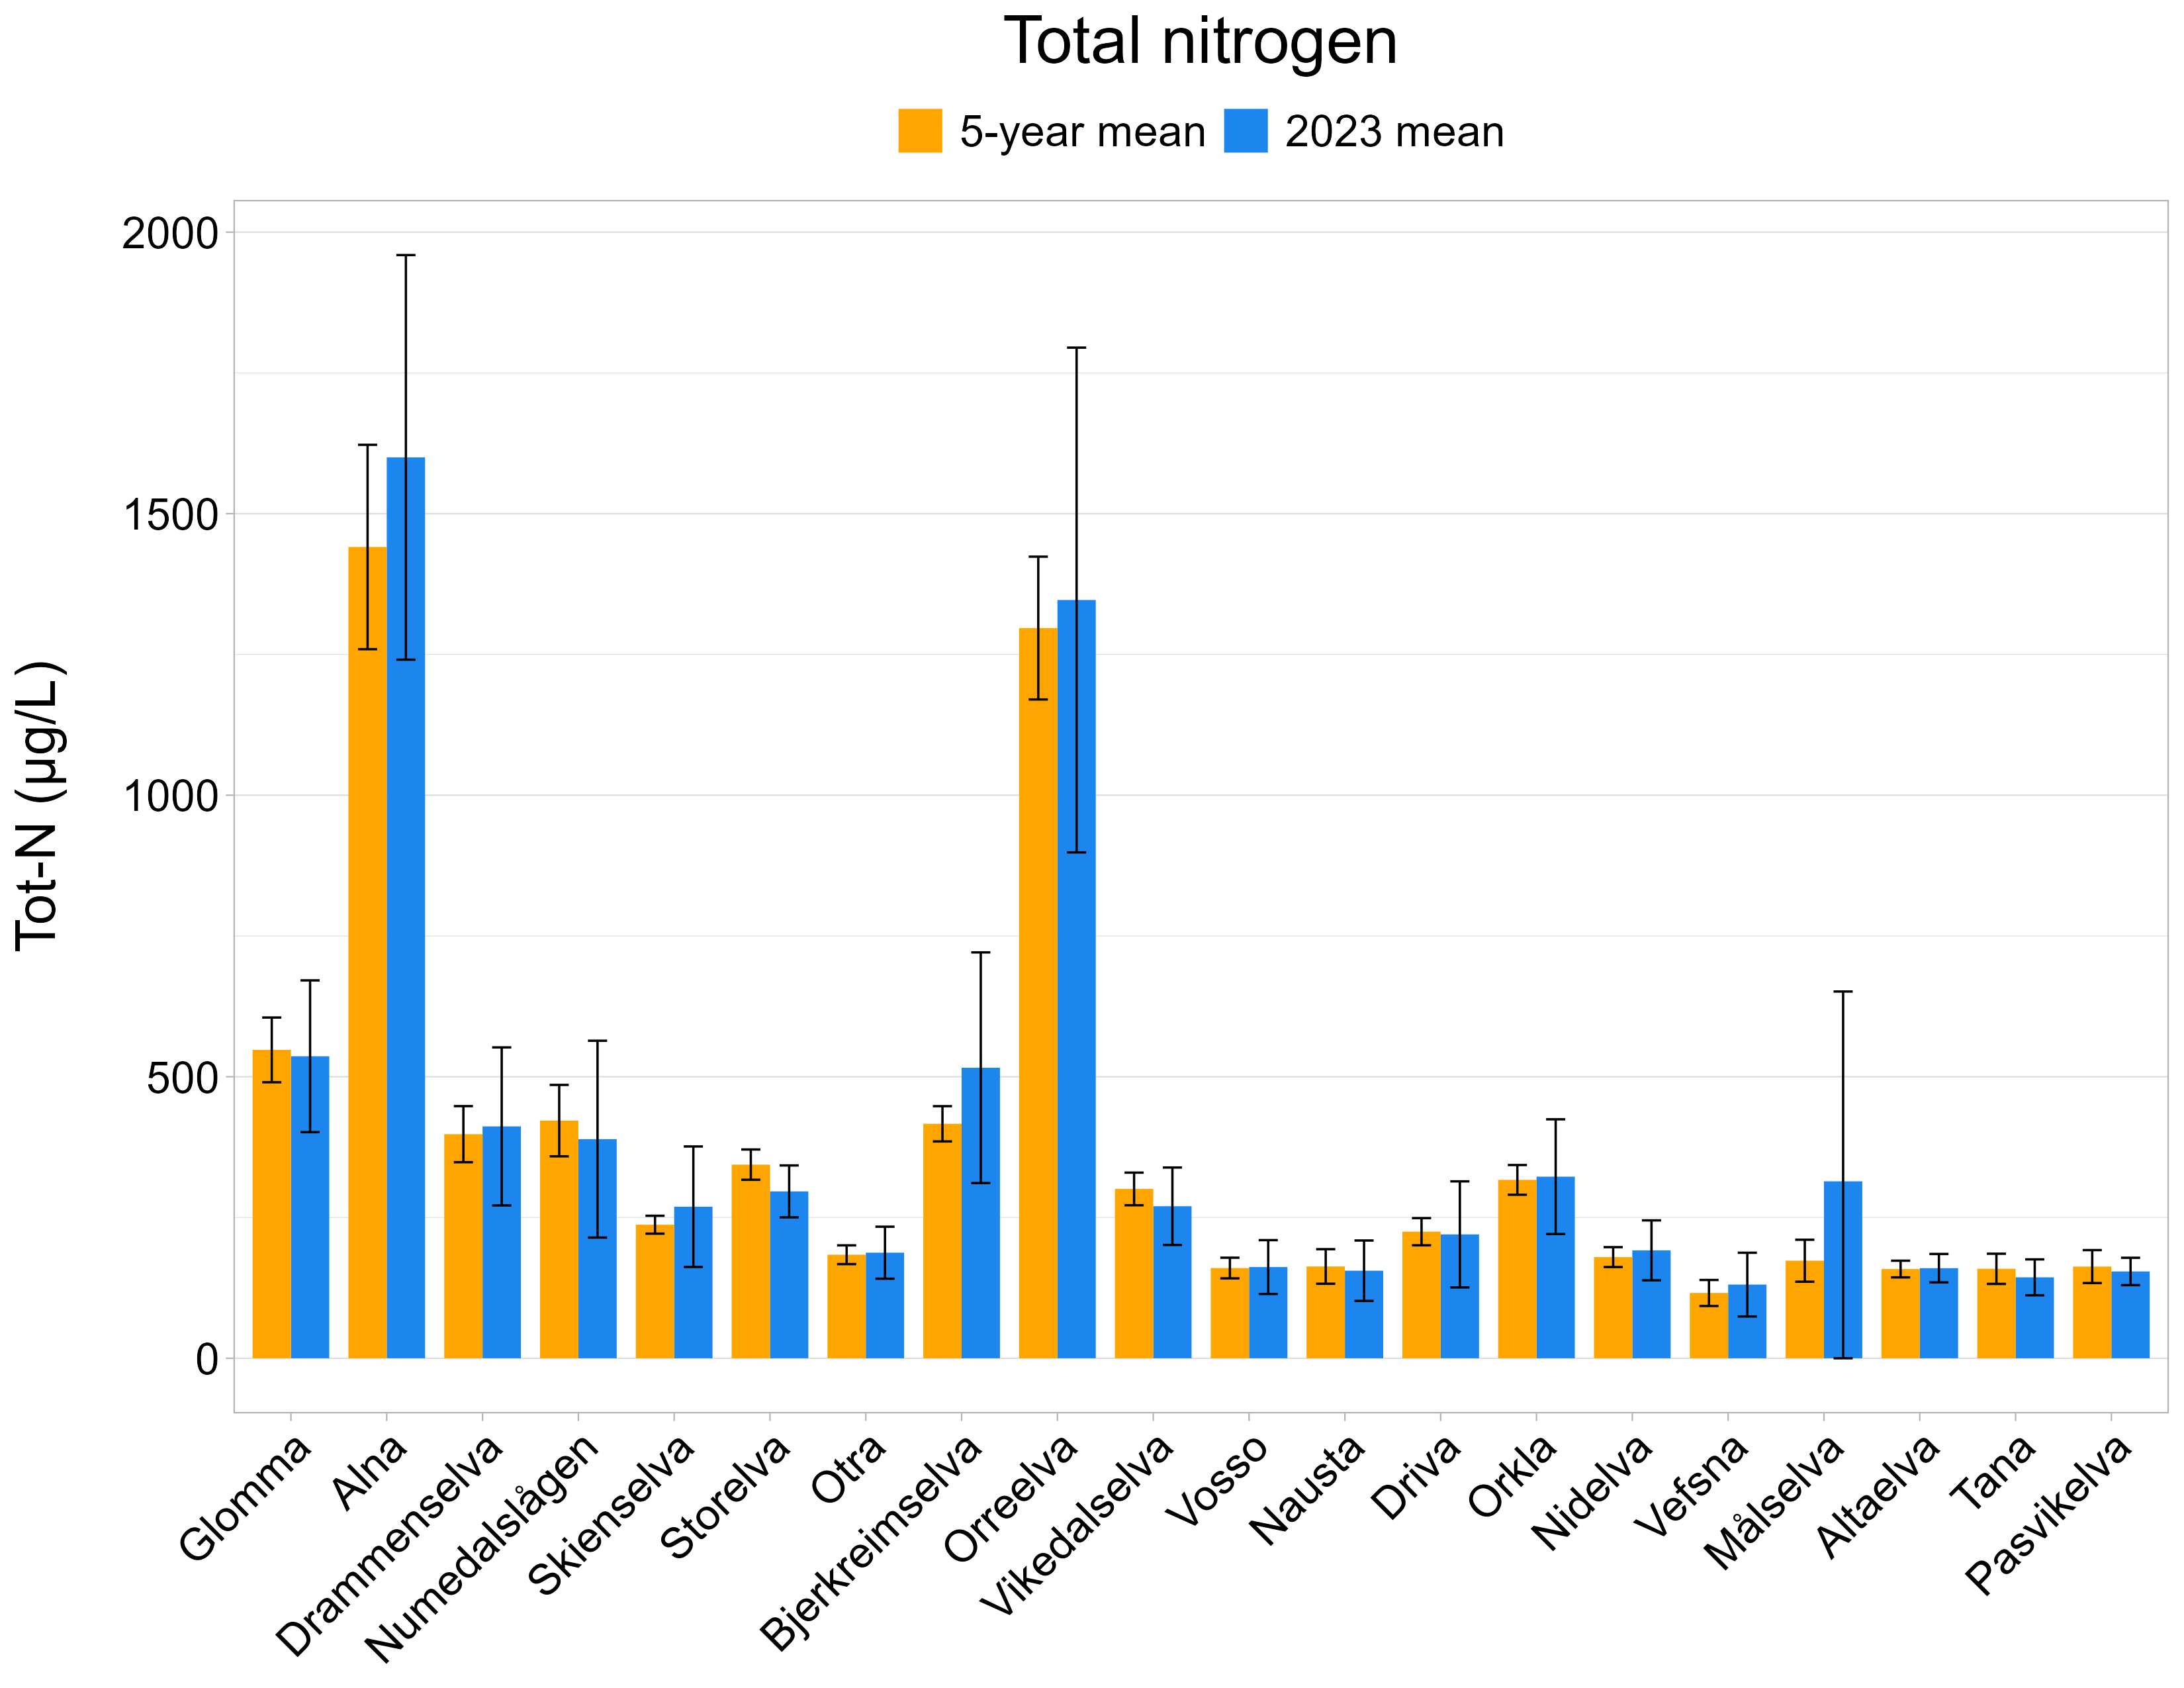 Total nitrogen
5-year mean 2023 mean
Tot-N (µg/L)
2000
1500
1000
500
0
Glomma
Alna
Drammenselva
Numedalslågen
Skienselva
Storelva
Otra
Bjerkreimselva
Orreelva
Vikedalselva
Vosso
Nausta
Driva
Orkla
Nidelva
Vefsna
Målselva
Altaelva
Tana
Pasvikelva